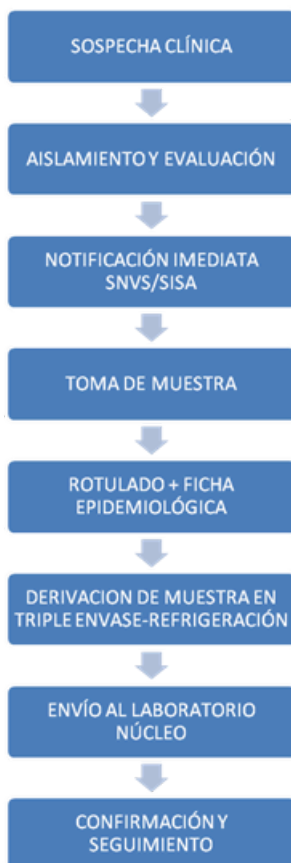 SOSPECHA CLÍNICA
AISLAMIENTO Y EVALUACIÓN
NOTIFICACIÓN IMEDIATA
SNVS/SISA
TOMA DE MUESTRA
ROTULADO + FICHA
EPIDEMIOLÓGICA
DERIVACION DE MUESTRA EN
TRIPLE ENVASE-REFRIGERACIÓN
ENVÍO AL LABORATORIO
NÚCLEO
CONFIRMACIÓN Y
SEGUIMIENTO